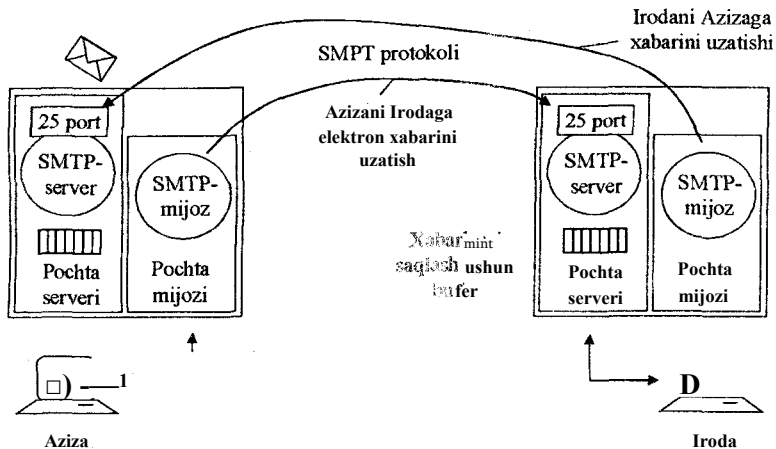 Irodani Azizaga
xabarini uzatishi
SMPT protokoli
Azizani Irodaga
elektron xabarini
uzatish
25 port
SMTP-
server
Pochta
serveri
SMTP-
mijoz
Pochta
mijozi
saqlash ushun
bufer
25 port
SMTP-
server
Pochta
serveri
SMTP-
mijoz
Pochta
mijozi
Aziza
D
Iroda